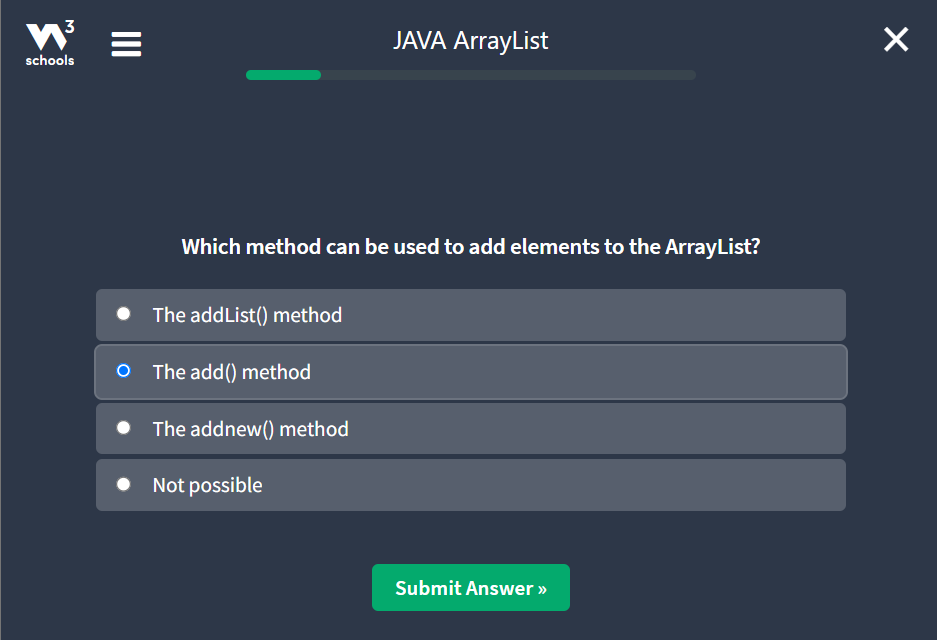 3
schools
JAVA ArrayList
Which method can be used to add elements to the ArrayList?
The addList() method
The add() method
The addnew() method
Not possible
Submit Answer »